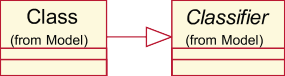 Class
(from Model)
Classifier
(from Model)